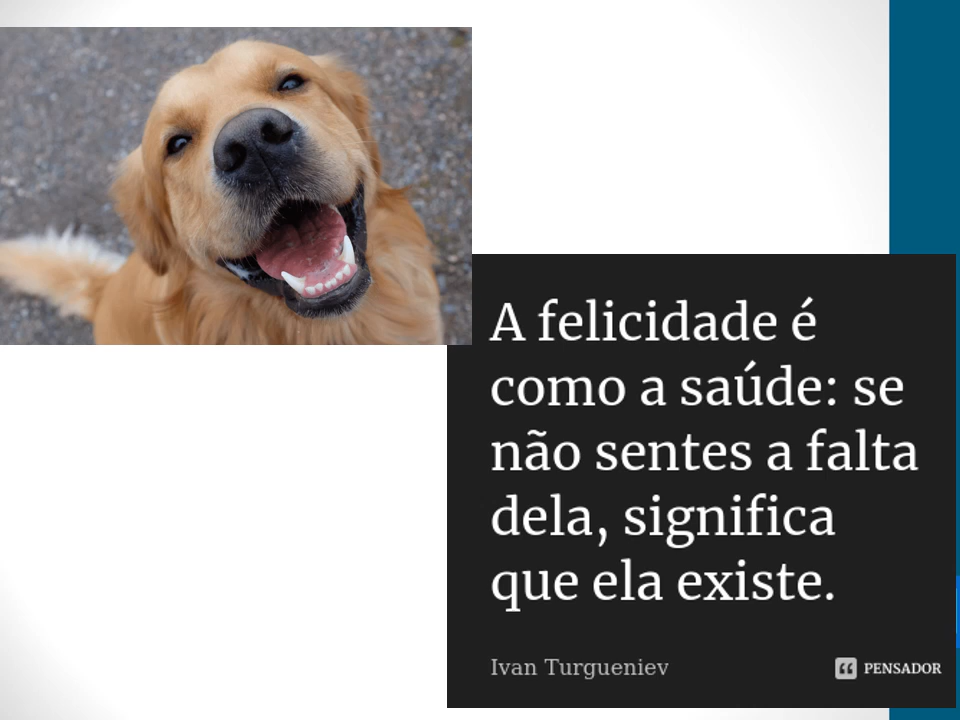 A felicidade é
como a saúde: se
não sentes a falta
dela, significa
que ela existe.
Ivan Turgueniev
PENSADOR